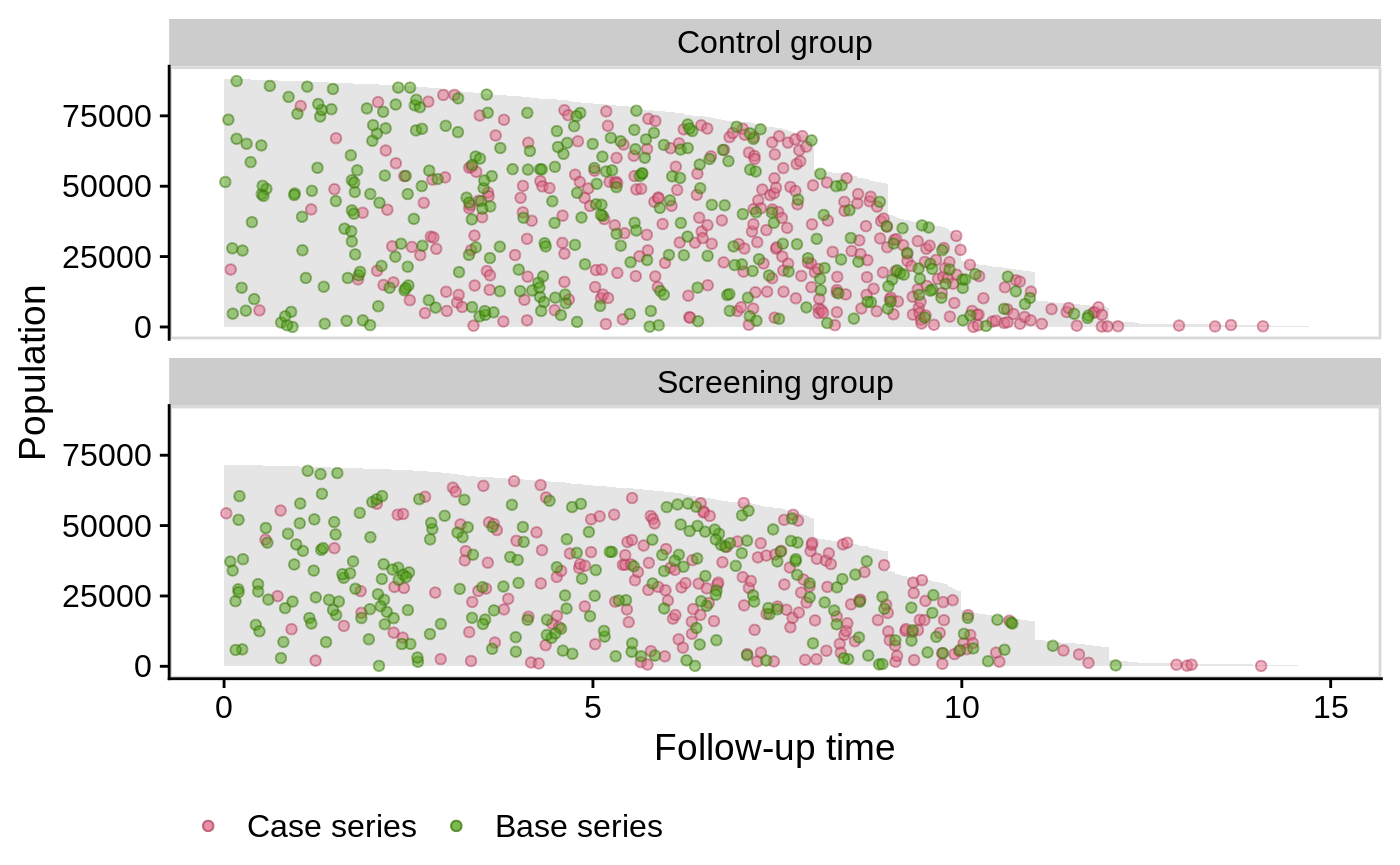 Control group
75000
50000
25000
0
Population
Screening group
75000
50000
25000
0
0 5 10 15
Follow-up time
Case series Base series